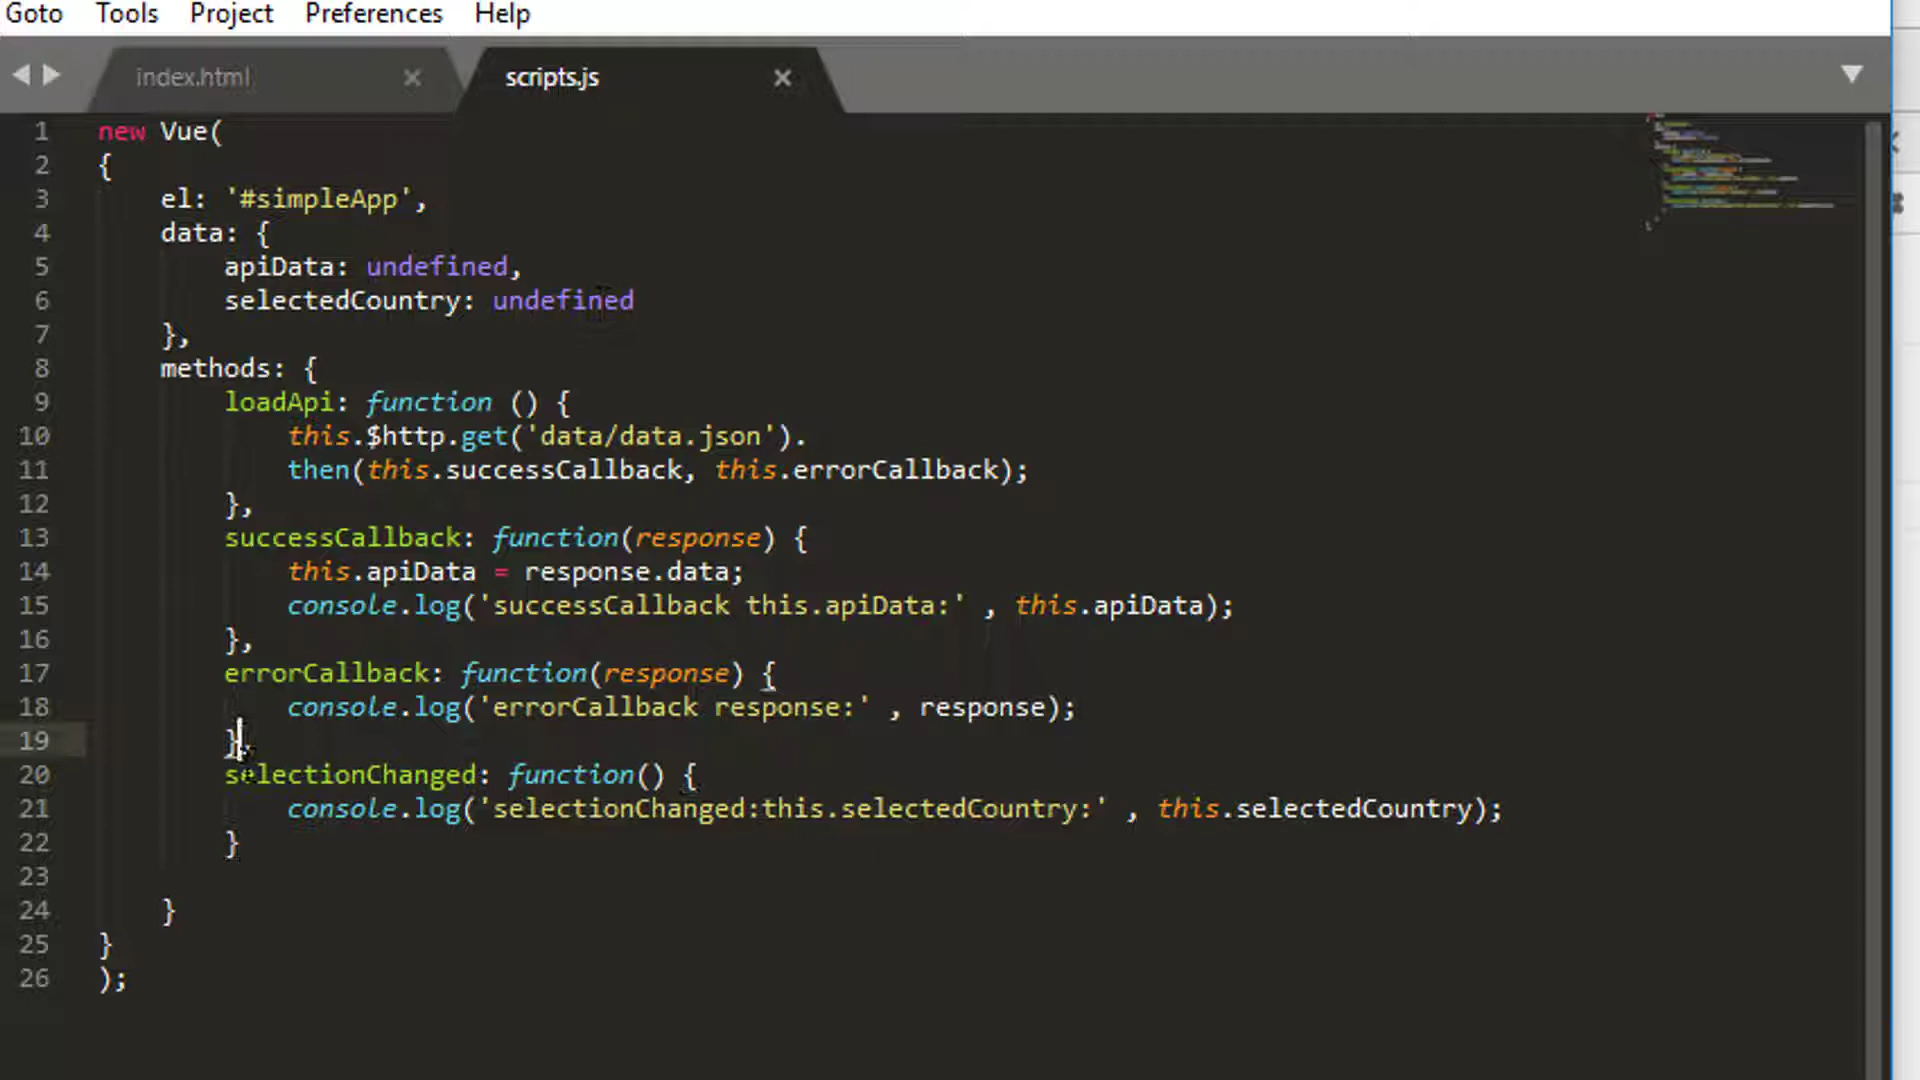 Goto Tools Project Preferences Help
index.html × scripts.js ×
1 new Vue(
2 {
3 el: '#simpleApp',
4 data: {
5 apiData: undefined,
6 selectedCountry: undefined
7 },
8 methods: {
9 loadApi: function () {
10 this.$http.get('data/data.json').
11 then(this.successCallback, this.errorCallback);
12 },
13 successCallback: function(response) {
14 this.apiData = response.data;
15 console.log('successCallback this.apiData:' , this.apiData);
16 },
17 errorCallback: function(response) {
18 console.log('errorCallback response:' , response);
19 },
20 selectionChanged: function() {
21 console.log('selectionChanged:this.selectedCountry:' , this.selectedCountry);
22 }
23
24 }
25 }
26 );